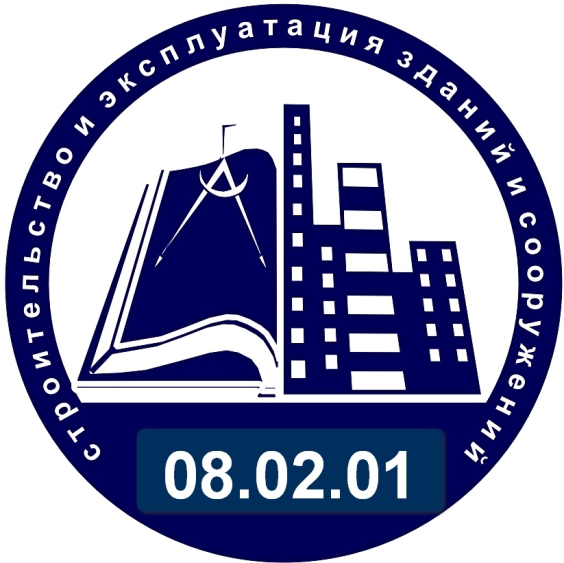 строительство и эксплуатация зданий и сооружений
08.02.01